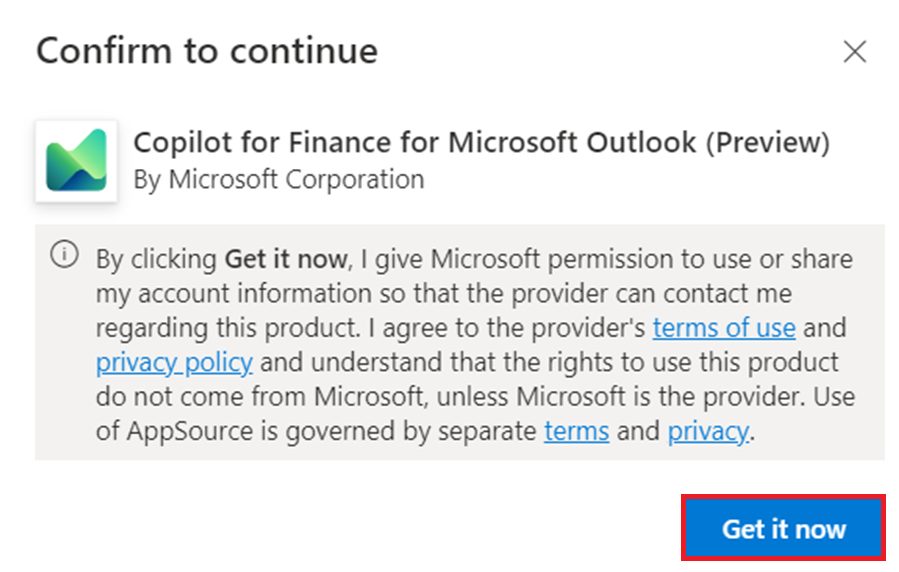 Confirm to continue
Copilot for Finance for Microsoft Outlook (Preview)
By Microsoft Corporation
By clicking Get it now, I give Microsoft permission to use or share
my account information so that the provider can contact me
regarding this product. I agree to the provider's terms of use and
privacy policy and understand that the rights to use this product
do not come from Microsoft, unless Microsoft is the provider. Use
of AppSource is governed by separate terms and privacy.
Get it now